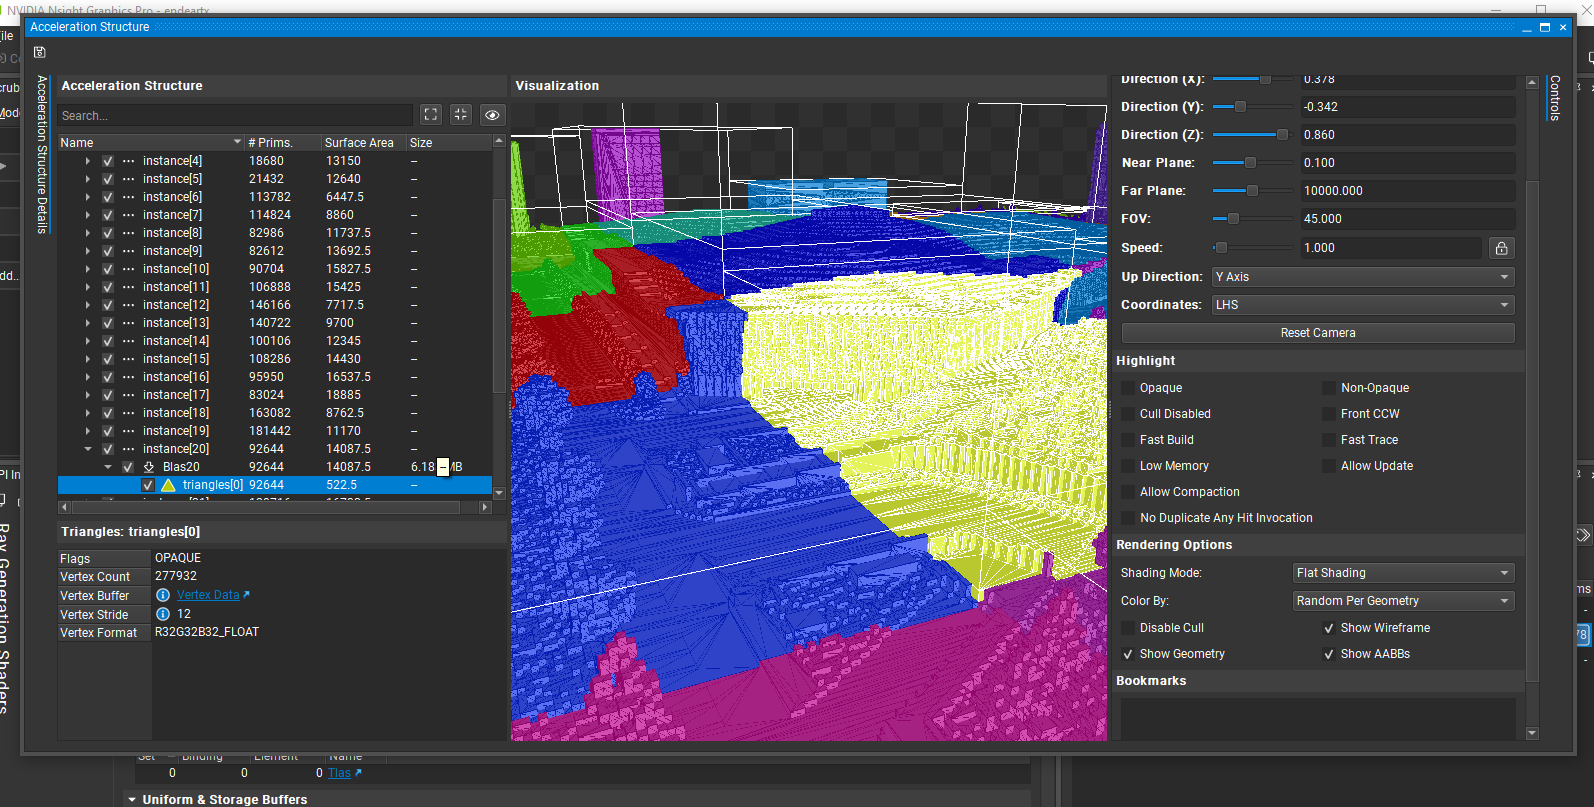 NVIDIA Nsight Graphics Pro - endeartx
Acceleration Structure
Acceleration Structure Details
Acceleration Structure
Search...
Name # Prims. Surface Area Size
instance[4] 18680 13150 –
instance[5] 21432 12640 –
instance[6] 113782 6447.5 –
instance[7] 114824 8860 –
instance[8] 82986 11737.5 –
instance[9] 82612 13692.5 –
instance[10] 90704 15827.5 –
instance[11] 106888 15425 –
instance[12] 146166 7717.5 –
instance[13] 140722 9700 –
instance[14] 100106 12345 –
instance[15] 108286 14430 –
instance[16] 95950 16537.5 –
instance[17] 83024 18885 –
instance[18] 163082 8762.5 –
instance[19] 181442 11170 –
instance[20] 92644 14087.5 –
Blas20 92644 14087.5 6.18 MB
triangles[0] 92644 522.5 –
Triangles: triangles[0]
Flags OPAQUE
Vertex Count 277932
Vertex Buffer Vertex Data
Vertex Stride 12
Vertex Format R32G32B32_FLOAT
Visualization
Controls
Direction (X): 0.378
Direction (Y): -0.342
Direction (Z): 0.860
Near Plane: 0.100
Far Plane: 10000.000
FOV: 45.000
Speed: 1.000
Up Direction: Y Axis
Coordinates: LHS
Reset Camera
Highlight
Opaque Non-Opaque
Cull Disabled Front CCW
Fast Build Fast Trace
Low Memory Allow Update
Allow Compaction
No Duplicate Any Hit Invocation
Rendering Options
Shading Mode: Flat Shading
Color By: Random Per Geometry
Disable Cull Show Wireframe
Show Geometry Show AABBs
Bookmarks
Ray Generation Shaders
Set Binding Element Name
0 0 0 Tlas
Uniform & Storage Buffers